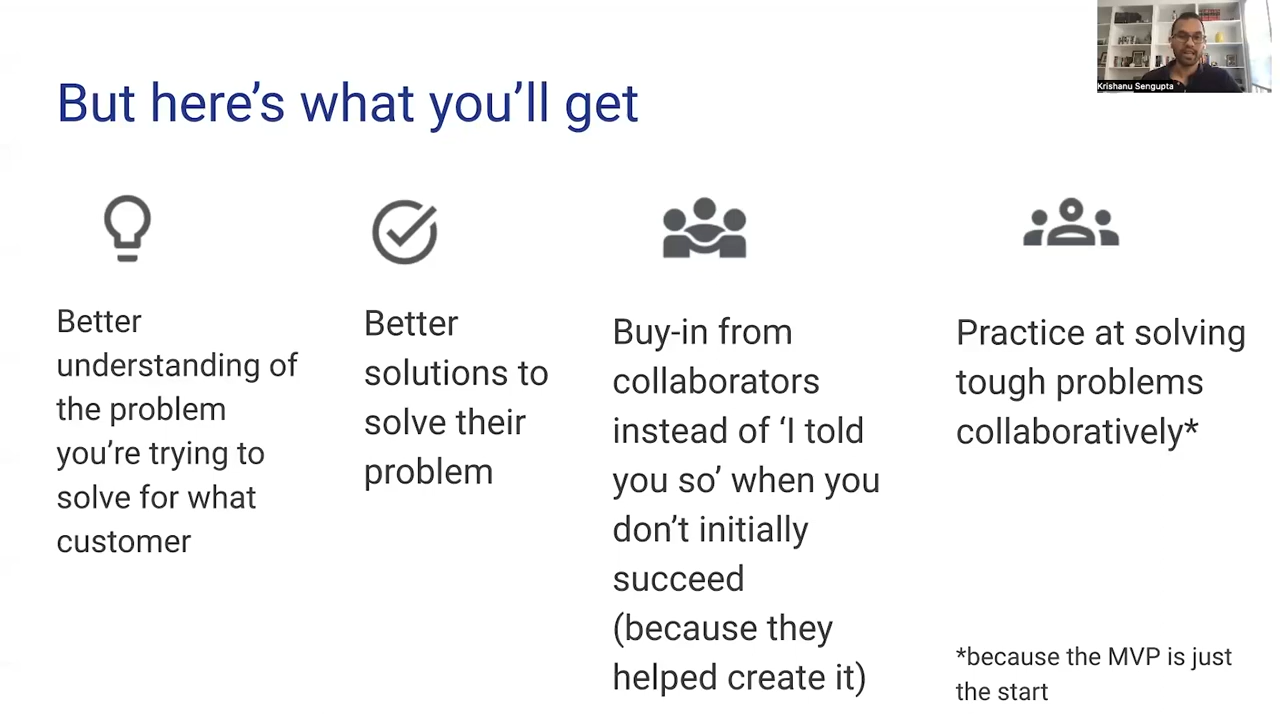 But here's what you'll get
Krishanu Sengupta
Better
understanding of
the problem
you're trying to
solve for what
customer
Better
solutions to
solve their
problem
Buy-in from
collaborators
instead of ‘I told
you so’ when you
don't initially
succeed
(because they
helped create it)
Practice at solving
tough problems
collaboratively*
*because the MVP is just
the start